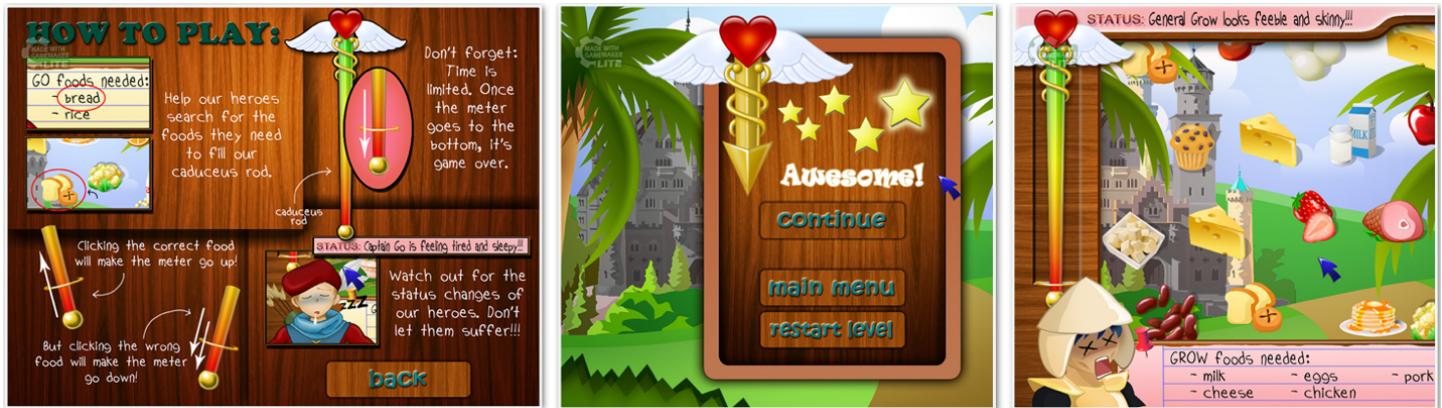 HOW TO PLAY:
MADE WITH
GAMEMAKER
LITE
GO foods needed:
- bread
- rice
Help our heroes
search for the
foods they need
to fill our
caduceus rod.
Don't forget:
Time is
limited. Once
the meter
goes to the
bottom, it's
game over.
caduceus
rod
Clicking the correct food
will make the meter go up!
But clicking the wrong
food will make the meter
go down!
STATUS: Captain Go is feeling tired and sleepy!!!
zZZ
Watch out for the
status changes of
our heroes. Don't
let them suffer!!!
back
MADE WITH
GAMEMAKER
LITE
Awesome!
continue
main menu
restart level
STATUS: General Grow looks feeble and skinny!!!
MADE WITH
GAMEMAKER
LITE
MILK
GROW foods needed:
- milk - eggs - pork
- cheese - chicken